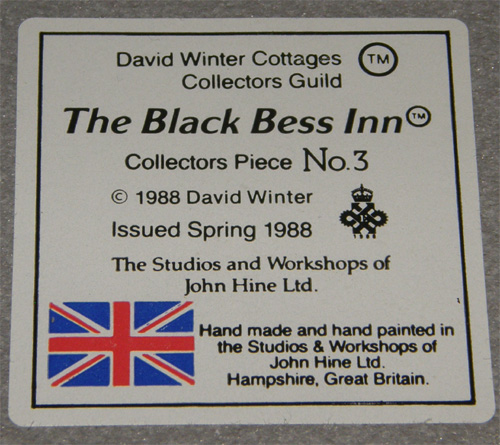 David Winter Cottages TM
Collectors Guild
The Black Bess Inn TM
Collectors Piece No.3
© 1988 David Winter
Issued Spring 1988
The Studios and Workshops of
John Hine Ltd.
Hand made and hand painted in
the Studios & Workshops of
John Hine Ltd.
Hampshire, Great Britain.